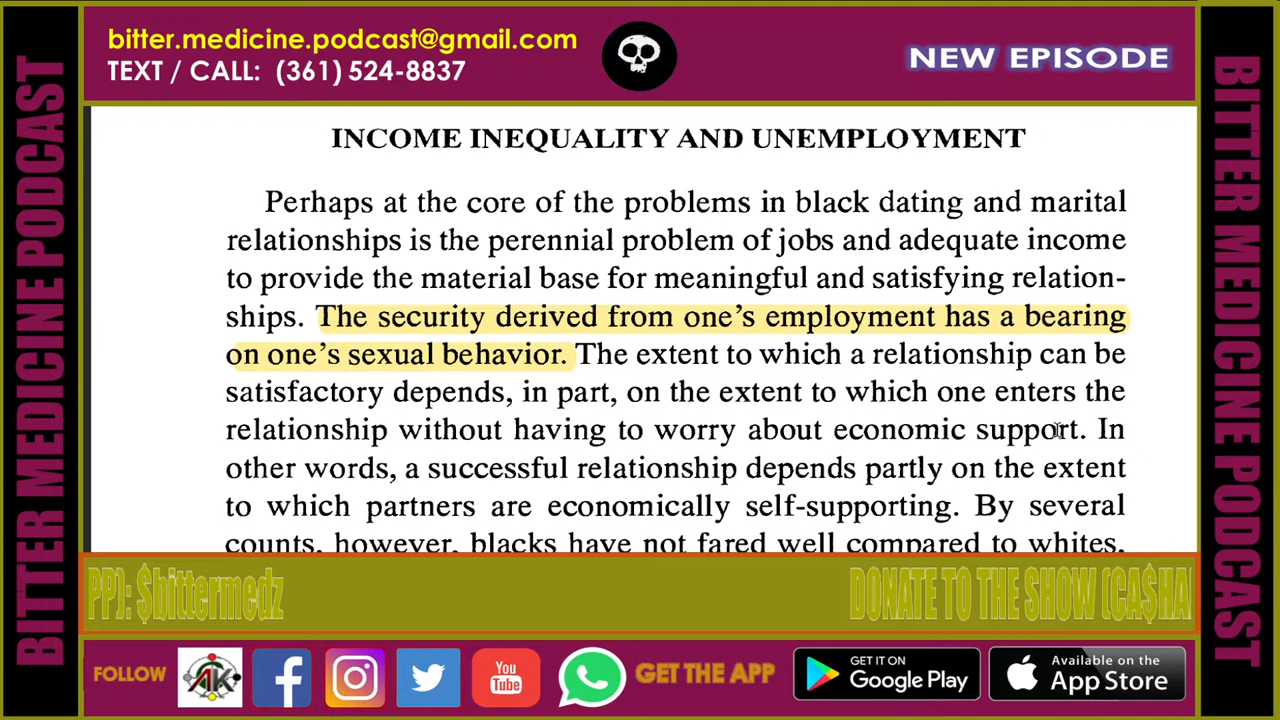 bitter.medicine.podcast@gmail.com
TEXT / CALL: (361) 524-8837
NEW EPISODE
BITTER MEDICINE PODCAST
INCOME INEQUALITY AND UNEMPLOYMENT
Perhaps at the core of the problems in black dating and marital
relationships is the perennial problem of jobs and adequate income
to provide the material base for meaningful and satisfying relation-
ships. The security derived from one's employment has a bearing
on one's sexual behavior. The extent to which a relationship can be
satisfactory depends, in part, on the extent to which one enters the
relationship without having to worry about economic support. In
other words, a successful relationship depends partly on the extent
to which partners are economically self-supporting. By several
counts, however, blacks have not fared well compared to whites,
BITTER MEDICINE PODCAST
PP): $bittermedz
DONATE TO THE SHOW (CA$HA
FOLLOW
ATK
You
Tube
GET THE APP
GET IT ON
Google Play
Available on the
App Store